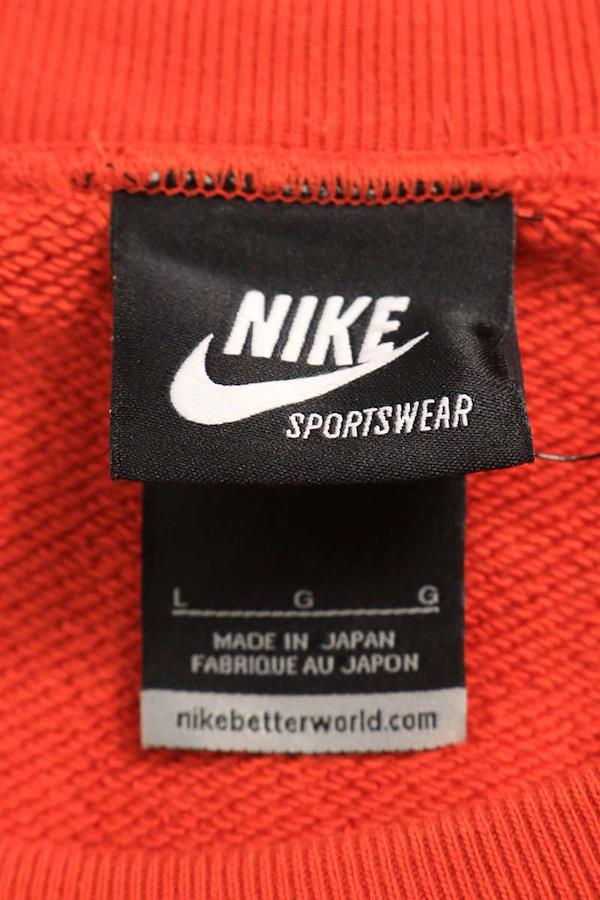 NIKE
SPORTSWEAR
L G G
MADE IN JAPAN
FABRIQUE AU JAPON
nikebetterworld.com